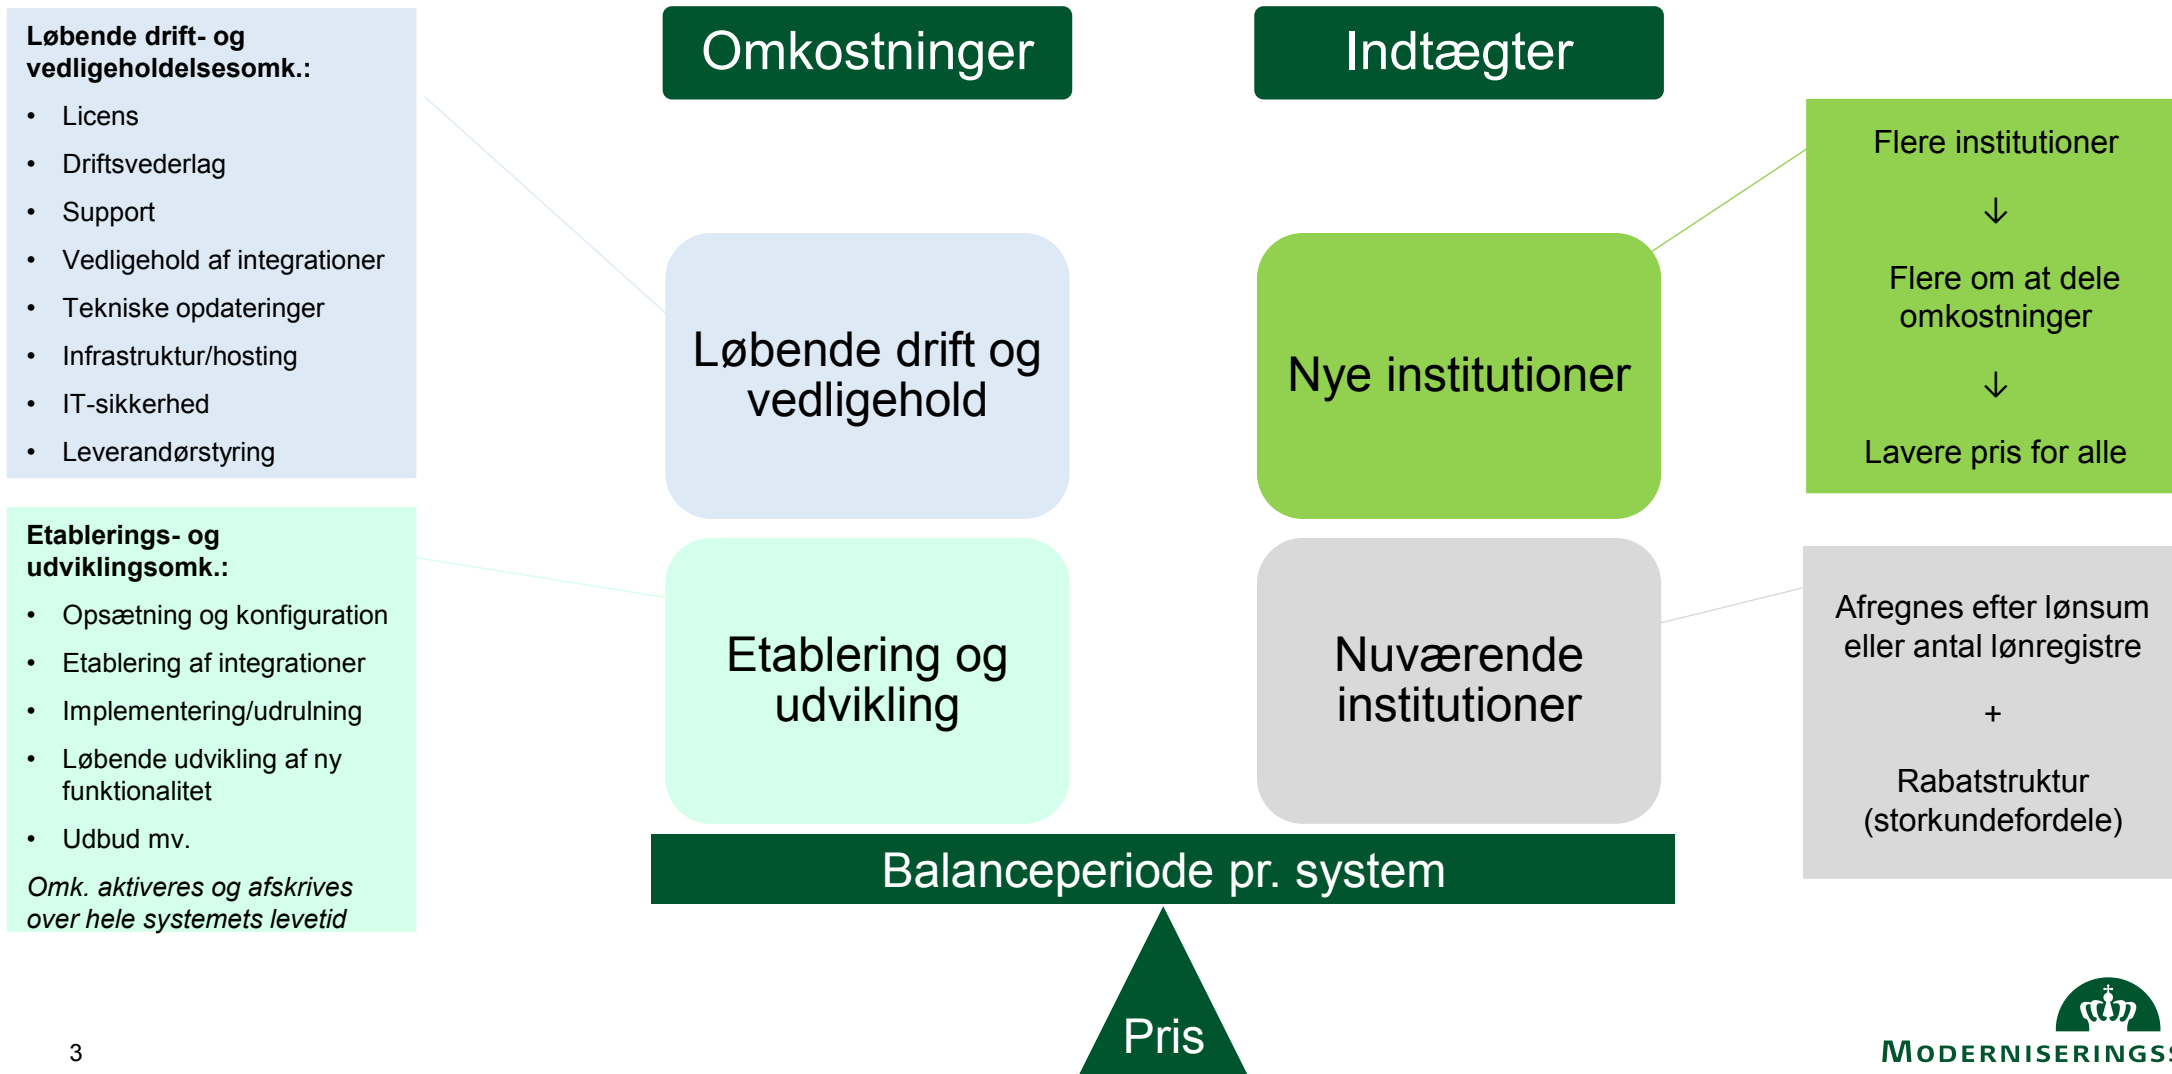 Løbende drift- og
vedligeholdelsesomk.:
• Licens
• Driftsvederlag
• Support
• Vedligehold af integrationer
• Tekniske opdateringer
• Infrastruktur/hosting
• IT-sikkerhed
• Leverandørstyring
Etablerings- og
udviklingsomk.:
• Opsætning og konfiguration
• Etablering af integrationer
• Implementering/udrulning
• Løbende udvikling af ny
funktionalitet
• Udbud mv.
Omk. aktiveres og afskrives
over hele systemets levetid
Omkostninger
Indtægter
Løbende drift og
vedligehold
Nye institutioner
Etablering og
udvikling
Nuværende
institutioner
Balanceperiode pr. system
Pris
Flere institutioner
↓
Flere om at dele
omkostninger
↓
Lavere pris for alle
Afregnes efter lønsum
eller antal lønregistre
+
Rabatstruktur
(storkundefordele)
3
MODERNISERINGSS